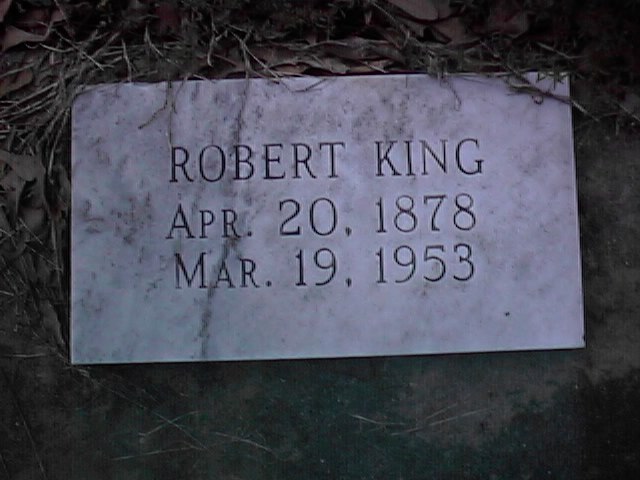 ROBERT KING
APR. 20, 1878
MAR. 19, 1953